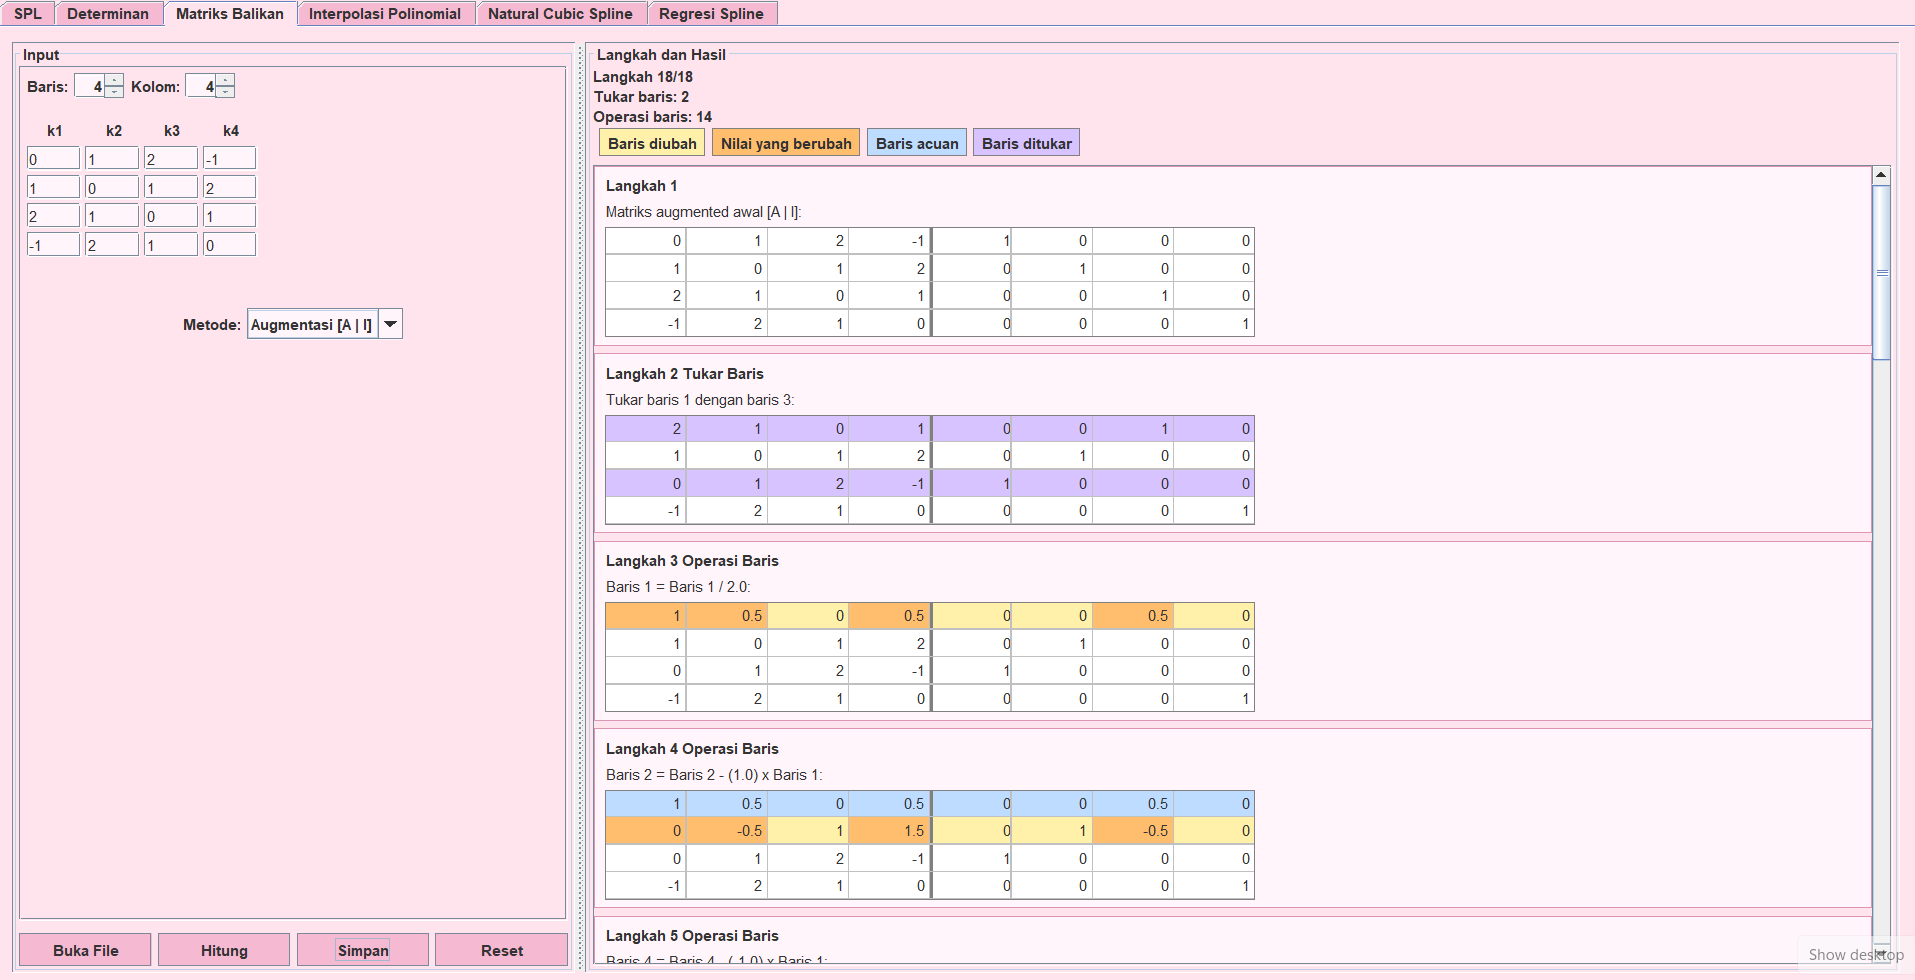 SPL Determinan Matriks Balikan Interpolasi Polinomial Natural Cubic Spline Regresi Spline
Input
Baris: 4 Kolom: 4
k1 k2 k3 k4
0 1 2 -1
1 0 1 2
2 1 0 1
-1 2 1 0
Metode: Augmentasi [A | I]
Buka File Hitung Simpan Reset
Langkah dan Hasil
Langkah 18/18
Tukar baris: 2
Operasi baris: 14
Baris diubah Nilai yang berubah Baris acuan Baris ditukar
Langkah 1
Matriks augmented awal [A | I]:
0 1 2 -1 1 0 0 0
1 0 1 2 0 1 0 0
2 1 0 1 0 0 1 0
-1 2 1 0 0 0 0 1
Langkah 2 Tukar Baris
Tukar baris 1 dengan baris 3:
2 1 0 1 0 0 1 0
1 0 1 2 0 1 0 0
0 1 2 -1 1 0 0 0
-1 2 1 0 0 0 0 1
Langkah 3 Operasi Baris
Baris 1 = Baris 1 / 2.0:
1 0.5 0 0.5 0 0 0.5 0
1 0 1 2 0 1 0 0
0 1 2 -1 1 0 0 0
-1 2 1 0 0 0 0 1
Langkah 4 Operasi Baris
Baris 2 = Baris 2 - (1.0) x Baris 1:
1 0.5 0 0.5 0 0 0.5 0
0 -0.5 1 1.5 0 1 -0.5 0
0 1 2 -1 1 0 0 0
-1 2 1 0 0 0 0 1
Langkah 5 Operasi Baris
Baris 4 = Baris 4 - (-1.0) x Baris 1:
Show desktop